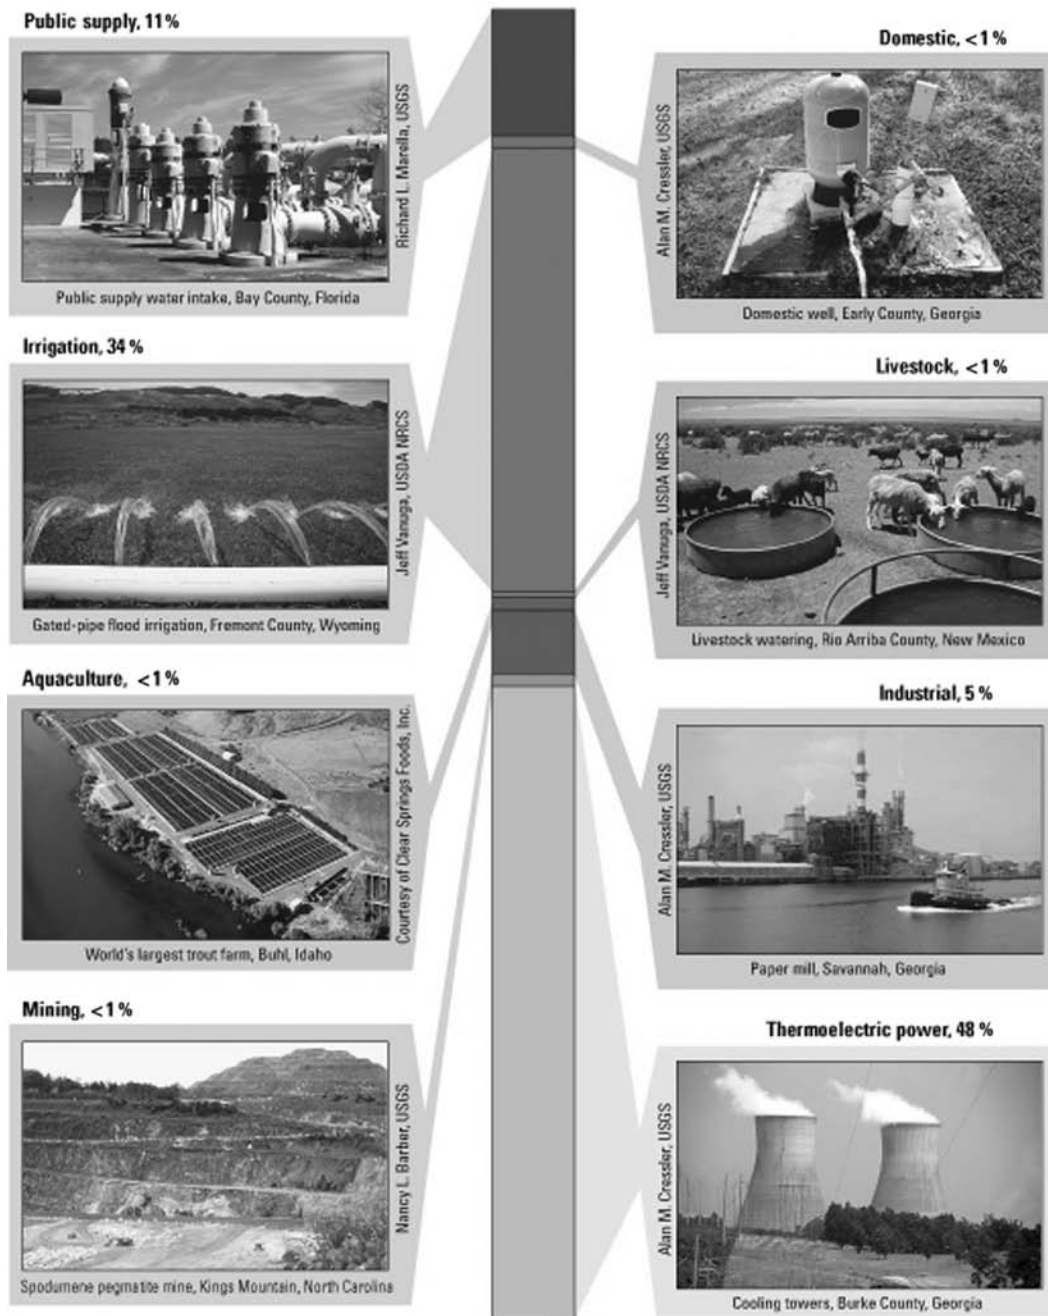 Public supply, 11%
Richard L. Marella, USGS
Public supply water intake, Bay County, Florida
Domestic, <1%
Alan M. Cressler, USGS
Domestic well, Early County, Georgia
Irrigation, 34%
Jeff Vanuga, USDA NRCS
Gated-pipe flood irrigation, Fremont County, Wyoming
Livestock, <1%
Jeff Vanuga, USDA NRCS
Livestock watering, Rio Arriba County, New Mexico
Aquaculture, <1%
Courtesy of Clear Springs Foods, Inc.
World's largest trout farm, Buhl, Idaho
Industrial, 5%
Alan M. Cressler, USGS
Paper mill, Savannah, Georgia
Mining, <1%
Nancy L. Barber, USGS
Spodumene pegmatite mine, Kings Mountain, North Carolina
Thermoelectric power, 48%
Alan M. Cressler, USGS
Cooling towers, Burke County, Georgia